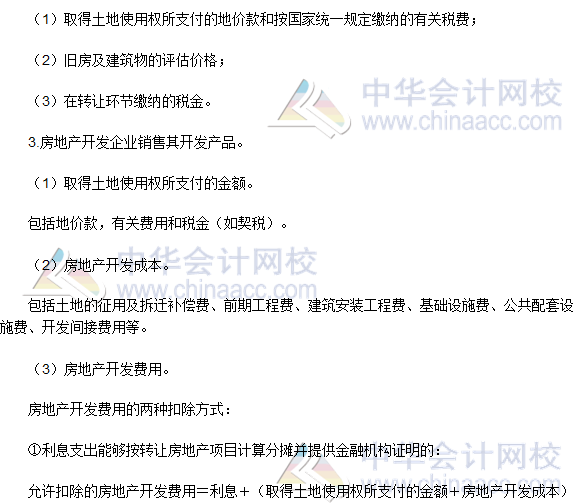 （1）取得土地使用权所支付的地价款和按国家统一规定缴纳的有关税费；
（2）旧房及建筑物的评估价格；
（3）在转让环节缴纳的税金。
中华会计网校
www.chinaacc.com
3.房地产开发企业销售其开发产品。
（1）取得土地使用权所支付的金额。
包括地价款，有关费用和税金（如契税）。
中华会计网校
www.chinaacc.com
（2）房地产开发成本。
包括土地的征用及拆迁补偿费、前期工程费、建筑安装工程费、基础设施费、公共配套设
施费、开发间接费用等。
（3）房地产开发费用。
房地产开发费用的两种扣除方式：
①利息支出能够按转让房地产项目计算分摊并提供金融机构证明的：
中华会计网校
www.chinaacc.com
允许扣除的房地产开发费用＝利息＋（取得土地使用权所支付的金额＋房地产开发成本）